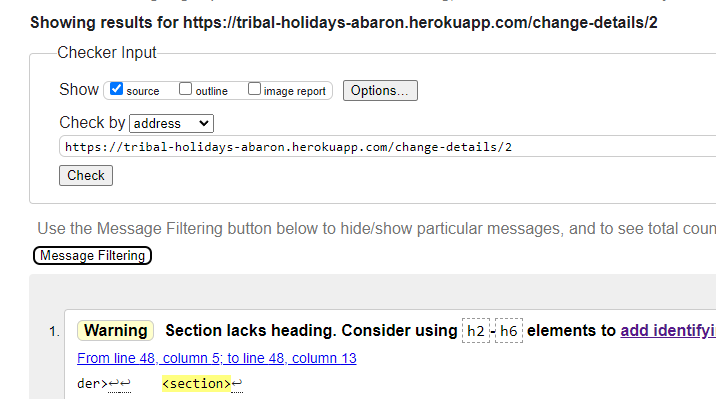 Showing results for https://tribal-holidays-abaron.herokuapp.com/change-details/2
Checker Input
Show source outline image report Options...
Check by address
https://tribal-holidays-abaron.herokuapp.com/change-details/2
Check
Use the Message Filtering button below to hide/show particular messages, and to see total coun
Message Filtering
1. Warning Section lacks heading. Consider using h2-h6 elements to add identifyi
From line 48, column 5; to line 48, column 13
der>↩↩ <section>↩